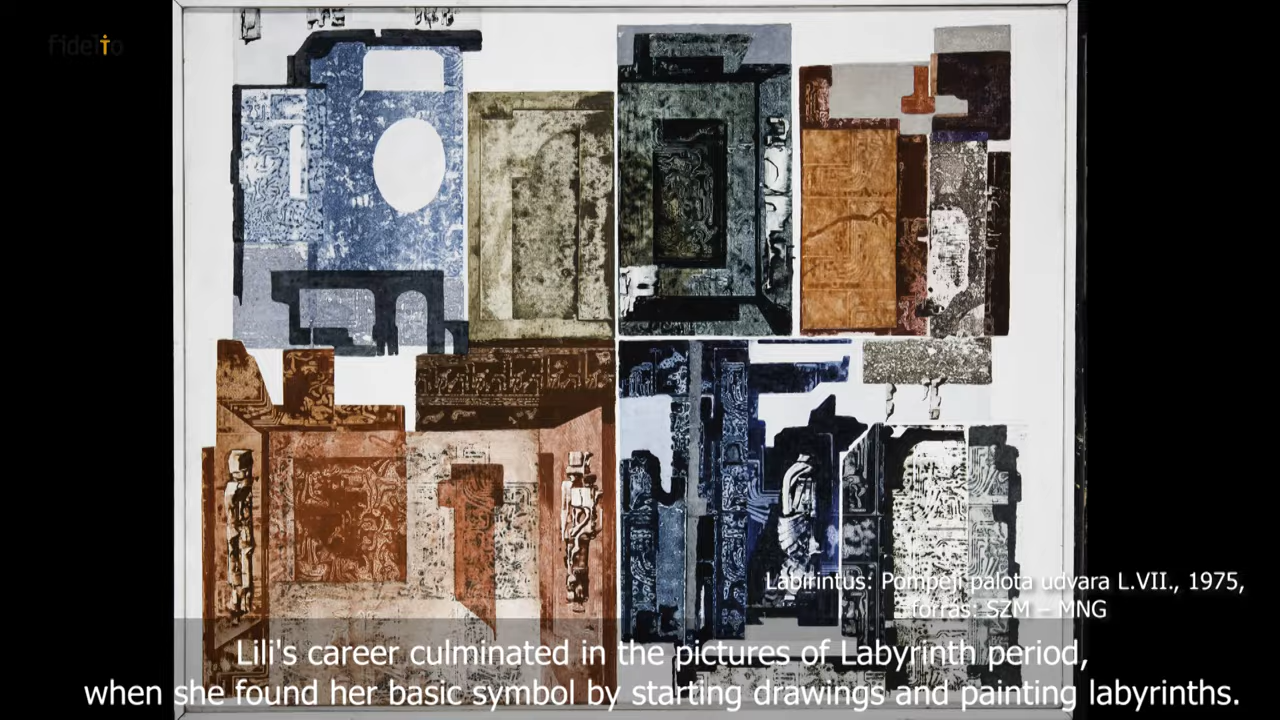 fidelio
Labirintus: Pompeji palota udvara L.VII., 1975,
forrás: SZM – MNG
Lili's career culminated in the pictures of Labyrinth period,
when she found her basic symbol by starting drawings and painting labyrinths.